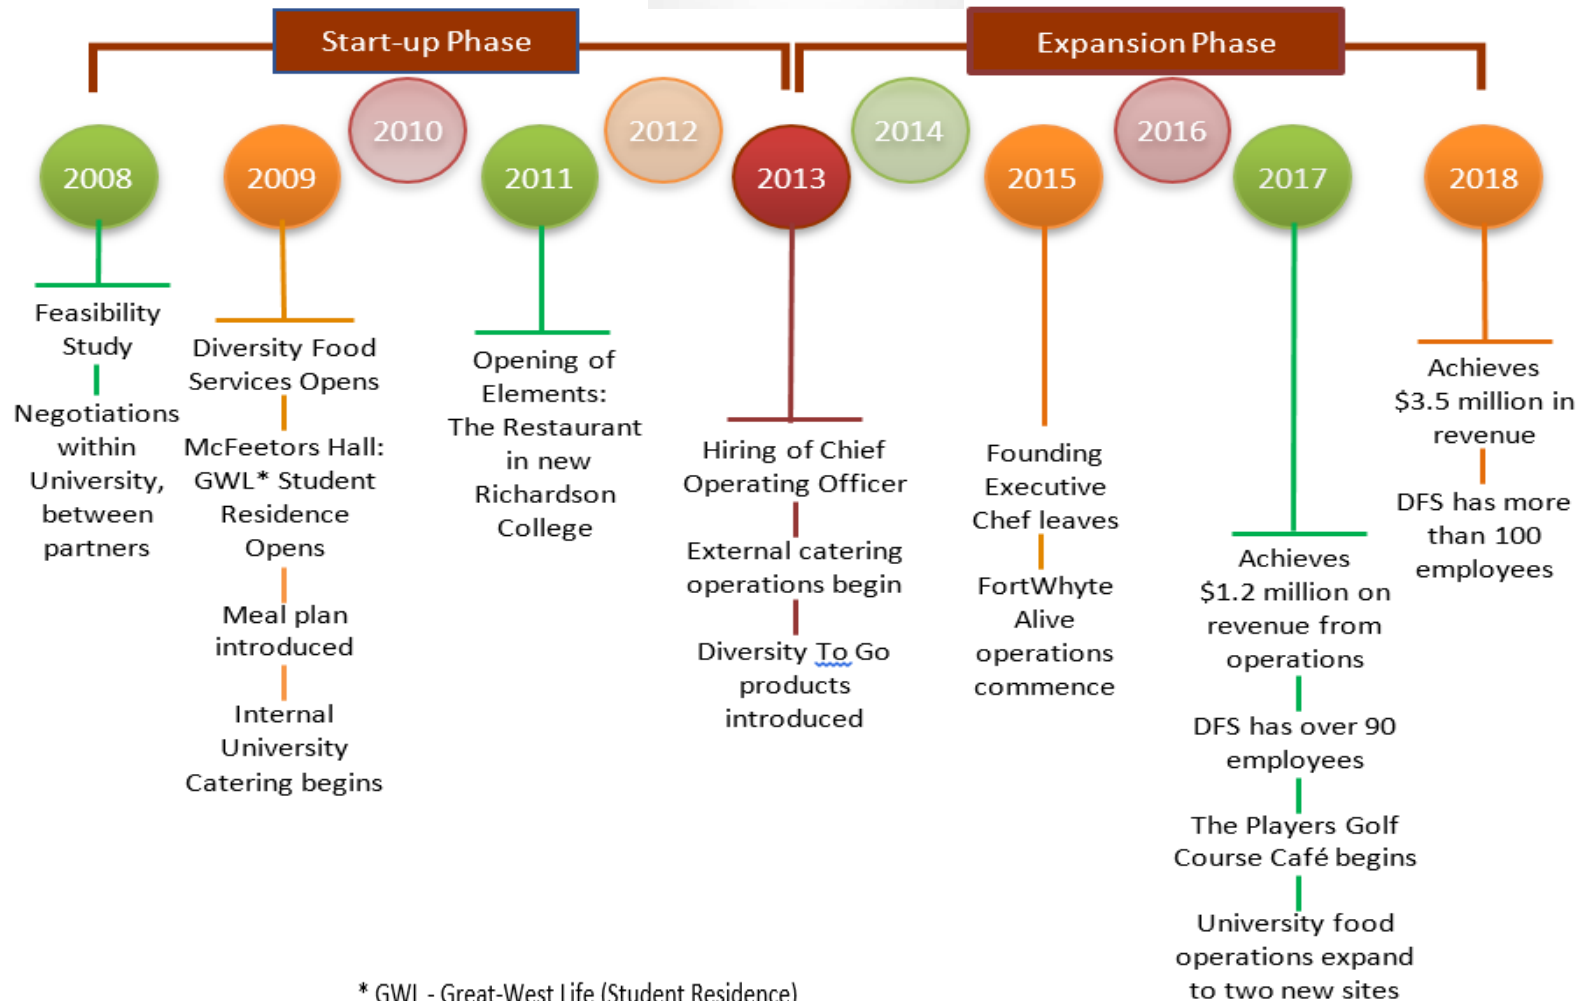 Start-up Phase
Expansion Phase
2008
2009
2010
2011
2012
2013
2014
2015
2016
2017
2018
Feasibility
Study
Negotiations
within
University,
between
partners
Diversity Food
Services Opens
McFeetors Hall:
GWL* Student
Residence
Opens
Meal plan
introduced
Internal
University
Catering begins
Opening of
Elements:
The Restaurant
in new
Richardson
College
Hiring of Chief
Operating Officer
External catering
operations begin
Diversity To Go
products
introduced
Founding
Executive
Chef leaves
FortWhyte
Alive
operations
commence
Achieves
$1.2 million on
revenue from
operations
DFS has over 90
employees
The Players Golf
Course Café begins
University food
operations expand
to two new sites
Achieves
$3.5 million in
revenue
DFS has more
than 100
employees
* GWL - Great-West Life (Student Residence)